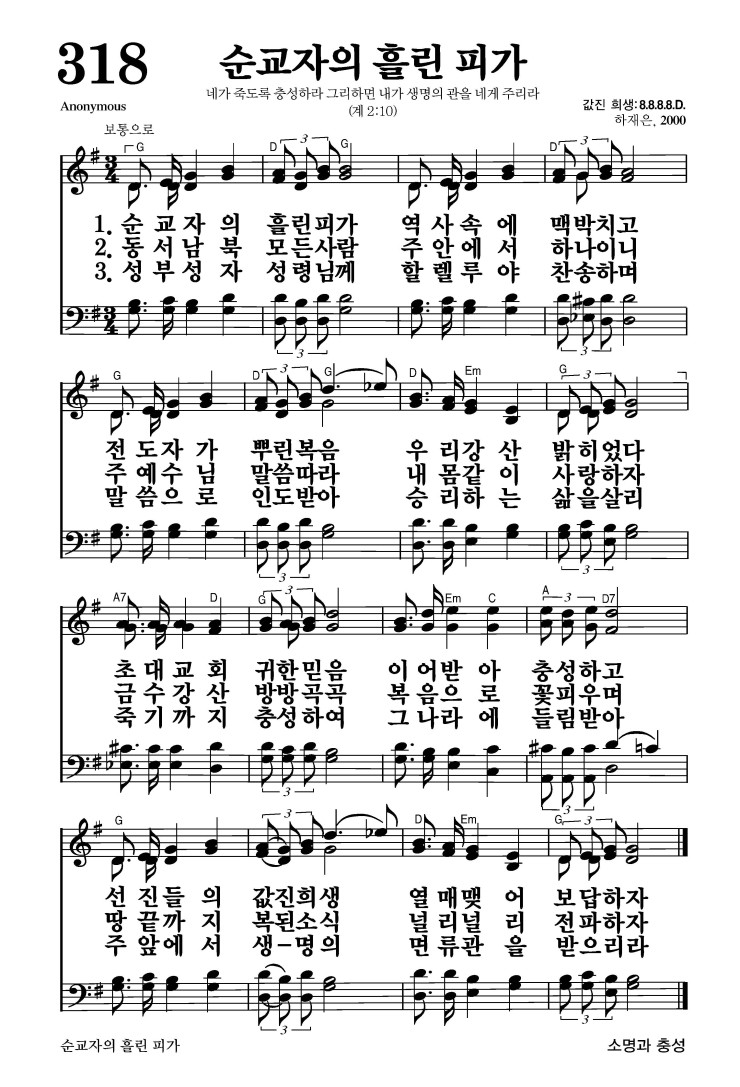 318
순교자의 흘린 피가
네가 죽도록 충성하라 그리하면 내가 생명의 관을 네게 주리라
(계 2:10)
Anonymous
값진 희생:8.8.8.8.D.
하재은, 2000
보통으로
G D 3 G D 3
3 4
1. 순 교 자 의 흘린피가 역 사 속 에 맥박치고
2. 동 서 남 북 모든사람 주 안 에 서 하나이니
3. 성 부 성 자 성령님께 할 렐 루 야 찬송하며
3 4
3 3
G D 3 G D Em G 3
전 도 자 가 뿌린복음 우 리 강 산 밝히었다
주 예 수 님 말씀따라 내 몸 같 이 사랑하자
말 씀 으 로 인도받아 승 리 하 는 삶을살리
3 3
A7 D G 3 Em C A 3 D7
초 대 교 회 귀한믿음 이 어 받 아 충성하고
금 수 강 산 방방곡곡 복 음 으 로 꽃피우며
죽 기 까 지 충성하여 그 나 라 에 들림받아
3 3
G 3 D Em G 3
선 진 들 의 값진희생 열 매 맺 어 보답하자
땅 끝 까 지 복된소식 널 리 널 리 전파하자
주 앞 에 서 생-명의 면 류 관 을 받으리라
3 3
순교자의 흘린 피가
소명과 충성